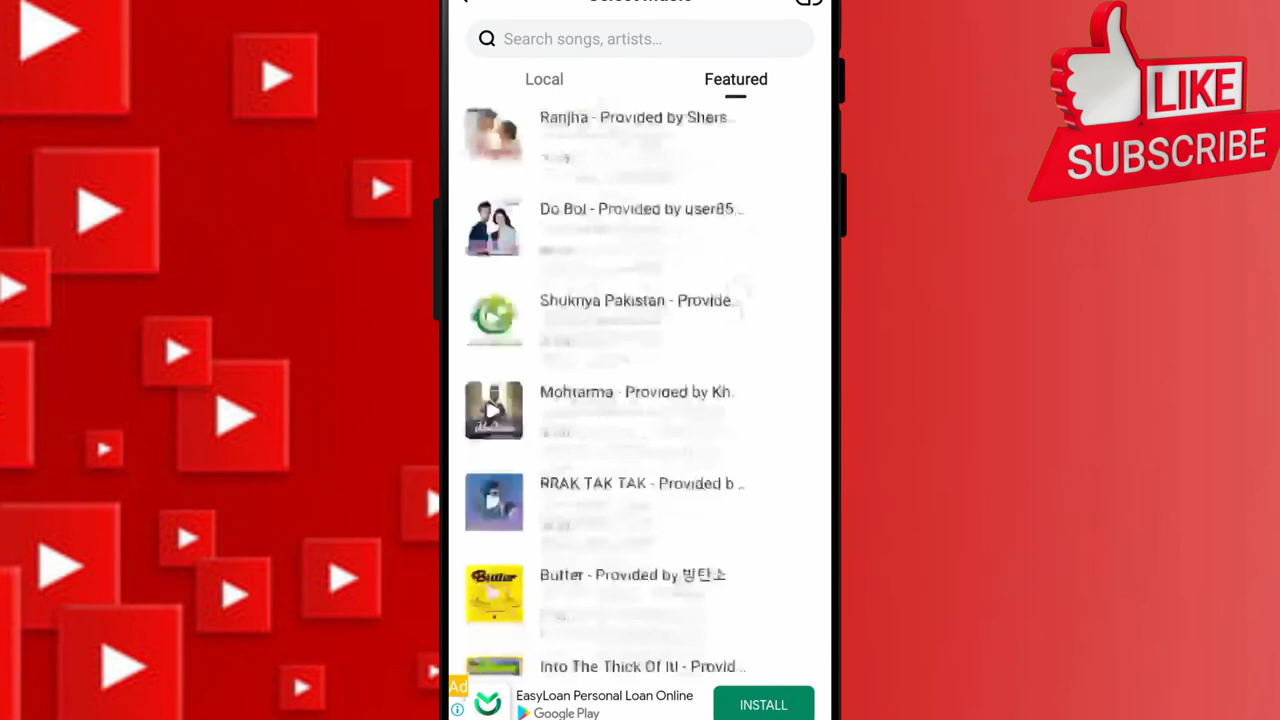 Search songs, artists...
Local
Featured
Ranjha - Provided by Shars...
Do Bol - Provided by user85...
Shukriya Pakistan - Provide...
Mohtarma - Provided by Kh...
RRAK TAK TAK - Provided b...
Butter - Provided by 방탄소
Into The Thick Of It! - Provid...
Ad
EasyLoan Personal Loan Online
Google Play
INSTALL
LIKE
SUBSCRIBE